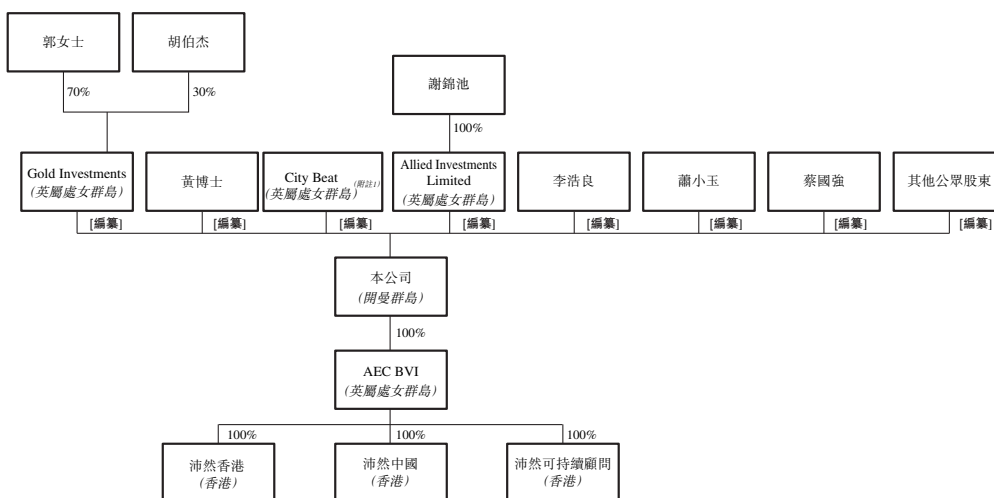 郭女士
胡伯杰
謝錦池
70%
30%
100%
Gold Investments
(英屬處女群島)
黃博士
City Beat
(英屬處女群島)(附註1)
Allied Investments
Limited
(英屬處女群島)
李浩良
蕭小玉
蔡國強
其他公眾股東
[編纂]
[編纂]
[編纂]
[編纂]
[編纂]
[編纂]
[編纂]
[編纂]
本公司
(開曼群島)
100%
AEC BVI
(英屬處女群島)
100%
100%
100%
沛然香港
(香港)
沛然中國
(香港)
沛然可持續顧問
(香港)